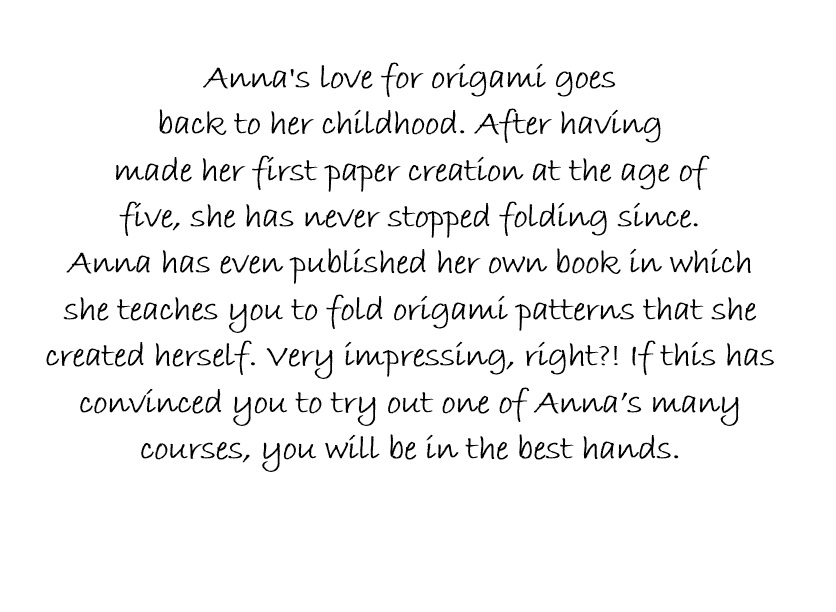 Anna's love for origami goes
back to her childhood. After having
made her first paper creation at the age of
five, she has never stopped folding since.
Anna has even published her own book in which
she teaches you to fold origami patterns that she
created herself. Very impressing, right?! If this has
convinced you to try out one of Anna’s many
courses, you will be in the best hands.